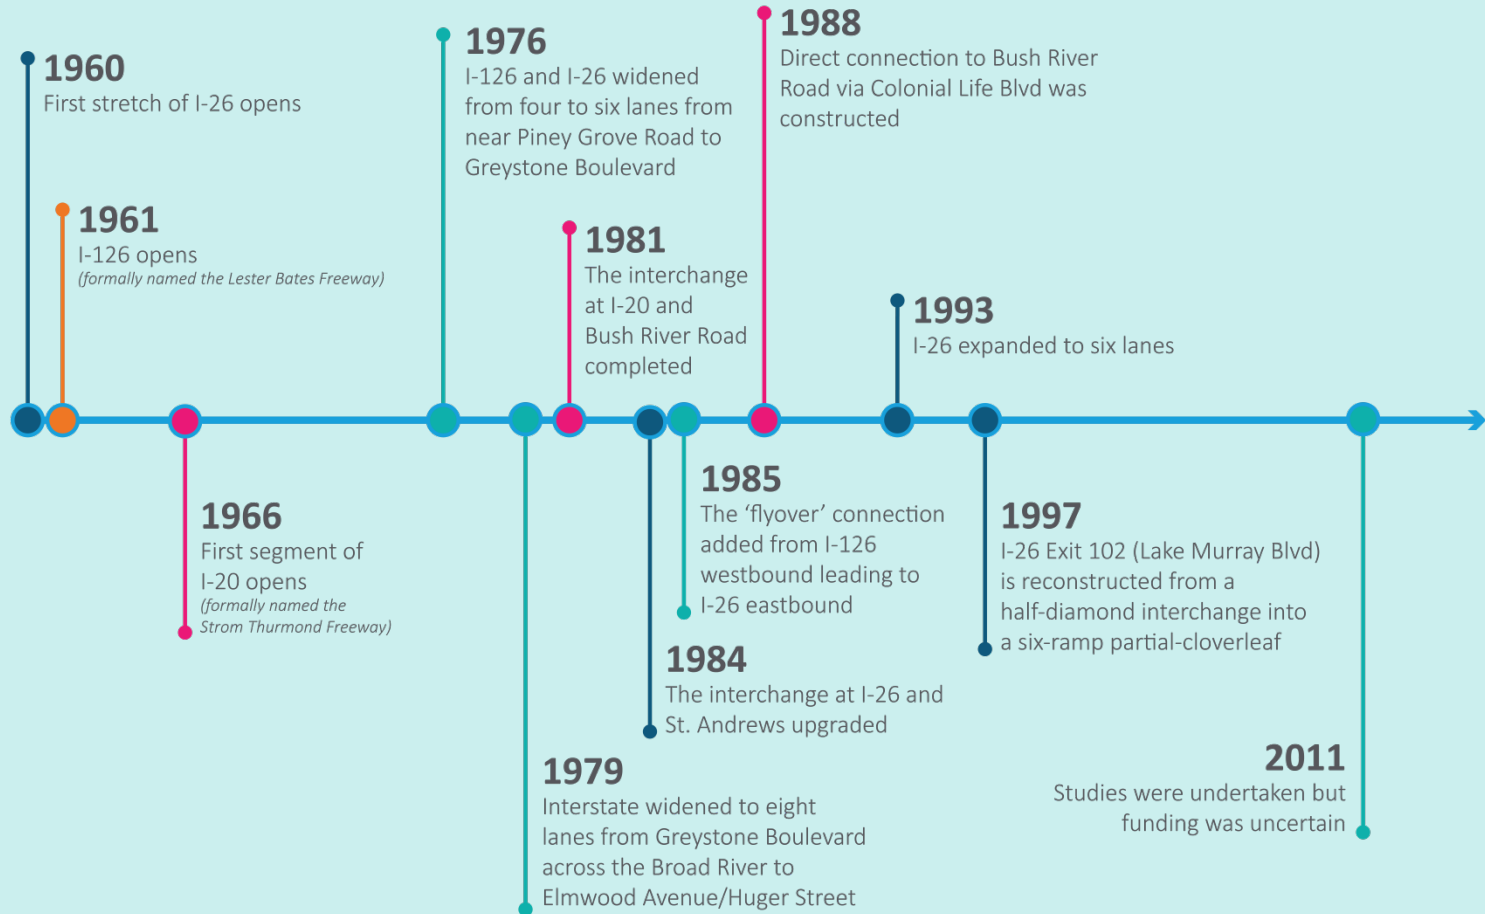 1960
First stretch of I-26 opens
1961
I-126 opens
(formally named the Lester Bates Freeway)
1966
First segment of
I-20 opens
(formally named the
Strom Thurmond Freeway)
1976
I-126 and I-26 widened
from four to six lanes from
near Piney Grove Road to
Greystone Boulevard
1979
Interstate widened to eight
lanes from Greystone Boulevard
across the Broad River to
Elmwood Avenue/Huger Street
1981
The interchange
at I-20 and
Bush River Road
completed
1984
The interchange at I-26 and
St. Andrews upgraded
1985
The ‘flyover’ connection
added from I-126
westbound leading to
I-26 eastbound
1988
Direct connection to Bush River
Road via Colonial Life Blvd was
constructed
1993
I-26 expanded to six lanes
1997
I-26 Exit 102 (Lake Murray Blvd)
is reconstructed from a
half-diamond interchange into
a six-ramp partial-cloverleaf
2011
Studies were undertaken but
funding was uncertain